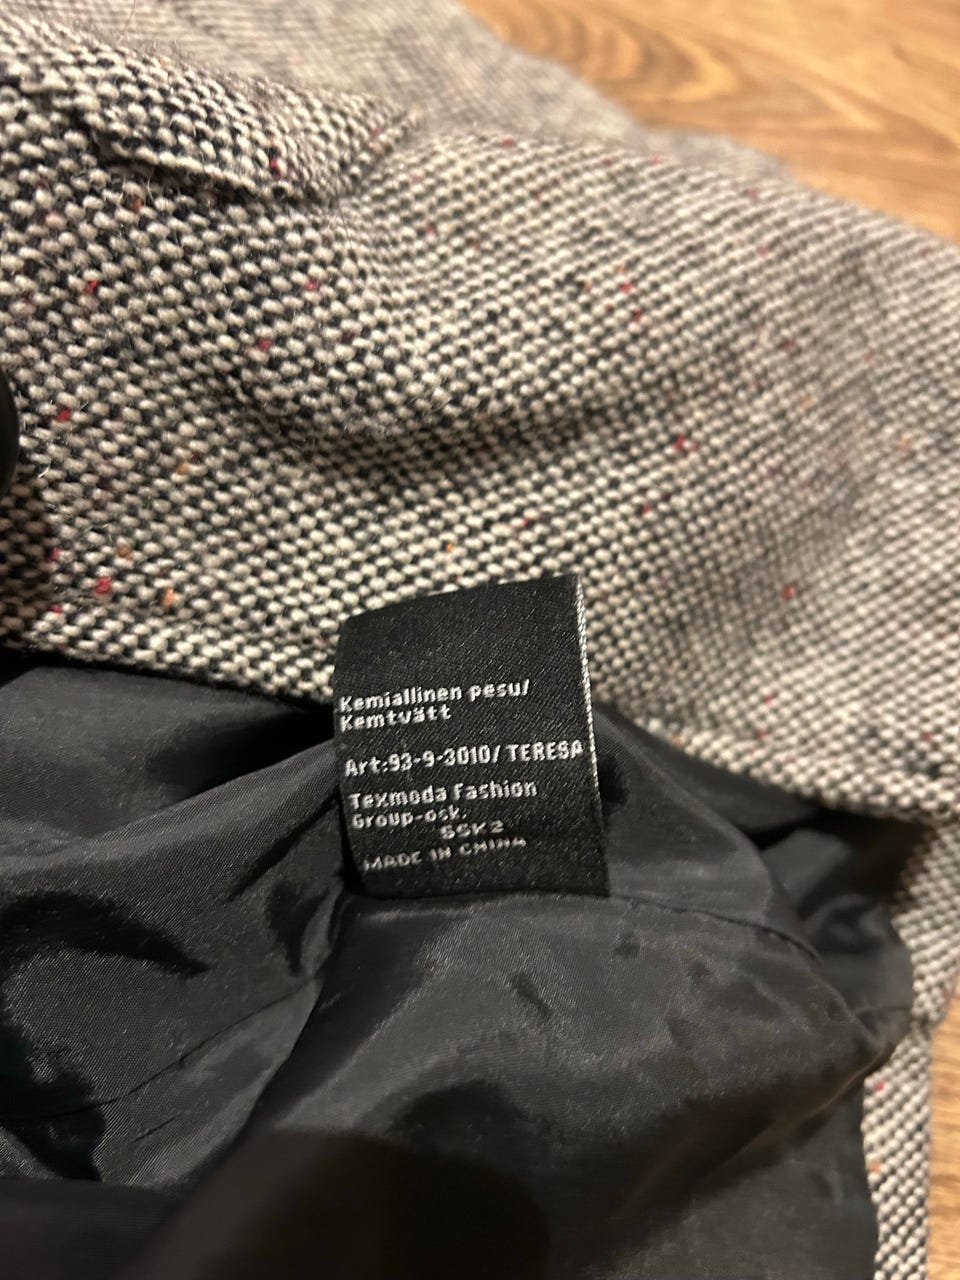 Kemiallinen pesu/
Kemtvätt
Art:93-9-3010/ TERESA
Texmoda Fashion
Group-osk.
SSK2
MADE IN CHINA